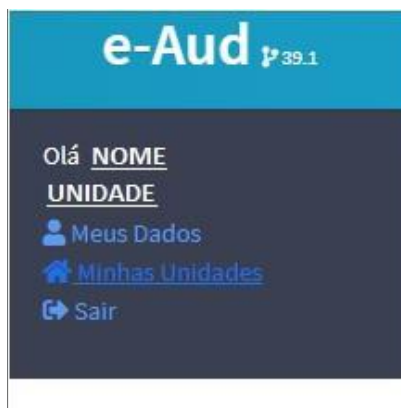 e-Aud 39.1
Olá NOME
UNIDADE
Meus Dados
Minhas Unidades
Sair